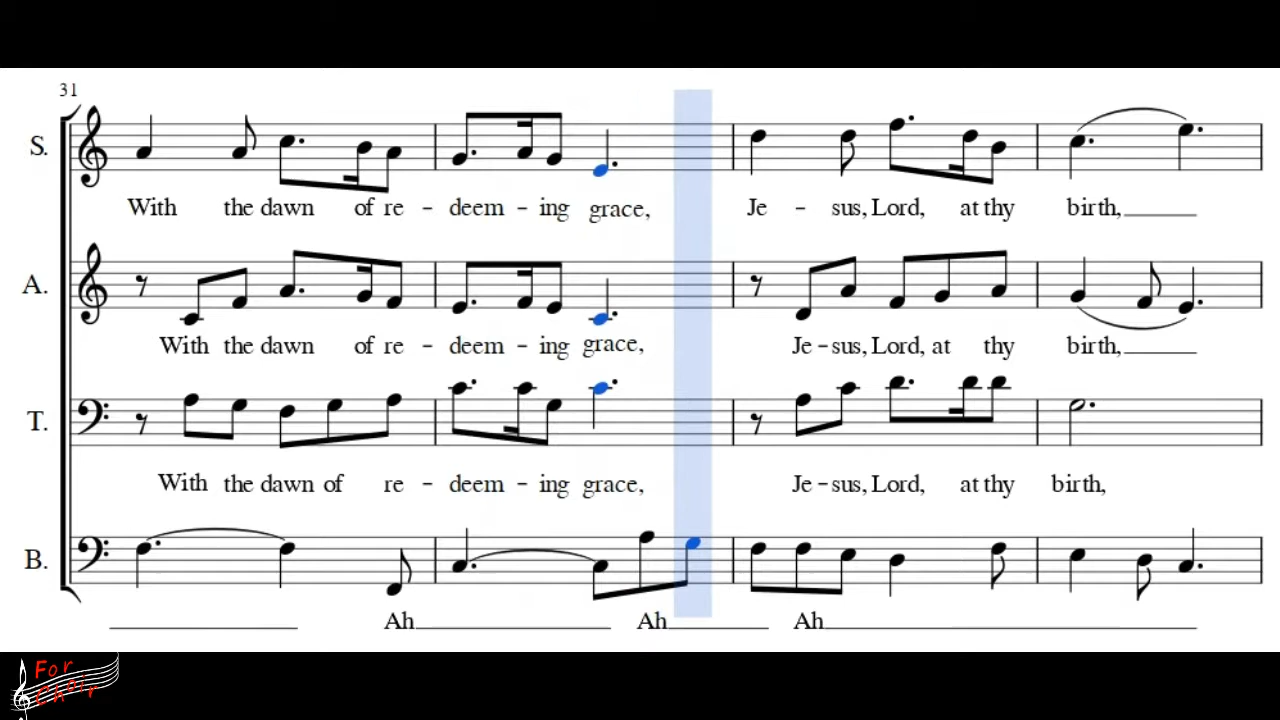 31
S.
With the dawn of re - deem - ing grace, Je - sus, Lord, at thy birth,
A.
With the dawn of re - deem - ing grace, Je - sus, Lord, at thy birth,
T.
With the dawn of re - deem - ing grace, Je - sus, Lord, at thy birth,
B.
Ah Ah Ah
For
Choir